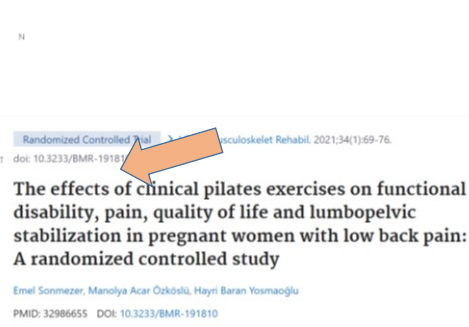 N
Randomized Controlled Trial
usculoskelet Rehabil. 2021;34(1):69-76.
doi: 10.3233/BMR-19181
The effects of clinical pilates exercises on functional
disability, pain, quality of life and lumbopelvic
stabilization in pregnant women with low back pain:
A randomized controlled study
Emel Sonmezer, Manolya Acar Özköslü, Hayri Baran Yosmaoğlu
PMID: 32986655 DOI: 10.3233/BMR-191810